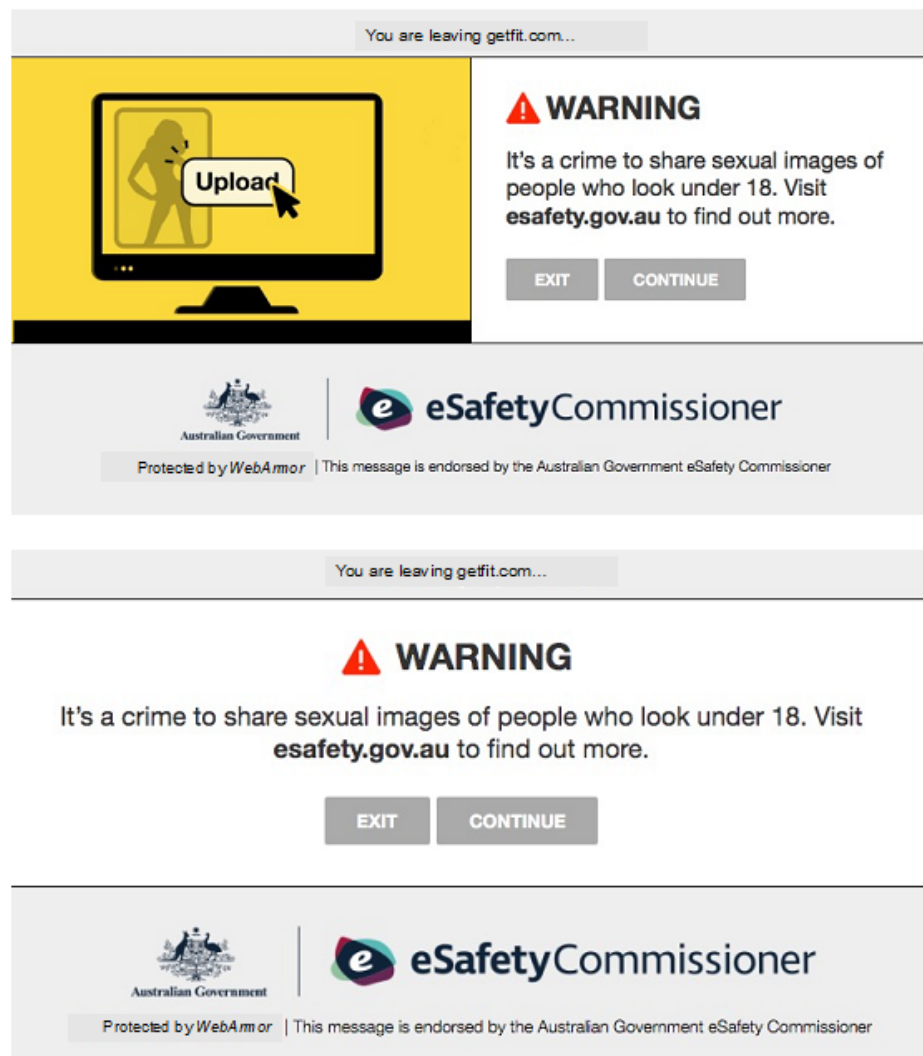 You are leaving getfit.com...
Upload
WARNING
It's a crime to share sexual images of
people who look under 18. Visit
esafety.gov.au to find out more.
EXIT CONTINUE
Australian Government
e eSafetyCommissioner
Protected by WebArmor | This message is endorsed by the Australian Government eSafety Commissioner
You are leaving getfit.com...
WARNING
It's a crime to share sexual images of people who look under 18. Visit
esafety.gov.au to find out more.
EXIT CONTINUE
Australian Government
e eSafetyCommissioner
Protected by WebArmor | This message is endorsed by the Australian Government eSafety Commissioner